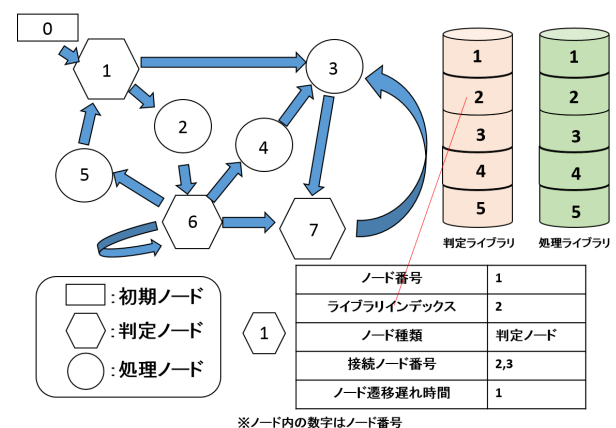 0
1
3
2
4
5
6
7
1
2
3
4
5
1
2
3
4
5
判定ライブラリ
処理ライブラリ
:初期ノード
:判定ノード
:処理ノード
1
ノード番号 1
ライブラリインデックス 2
ノード種類 判定ノード
接続ノード番号 2,3
ノード遷移遅れ時間 1
※ノード内の数字はノード番号